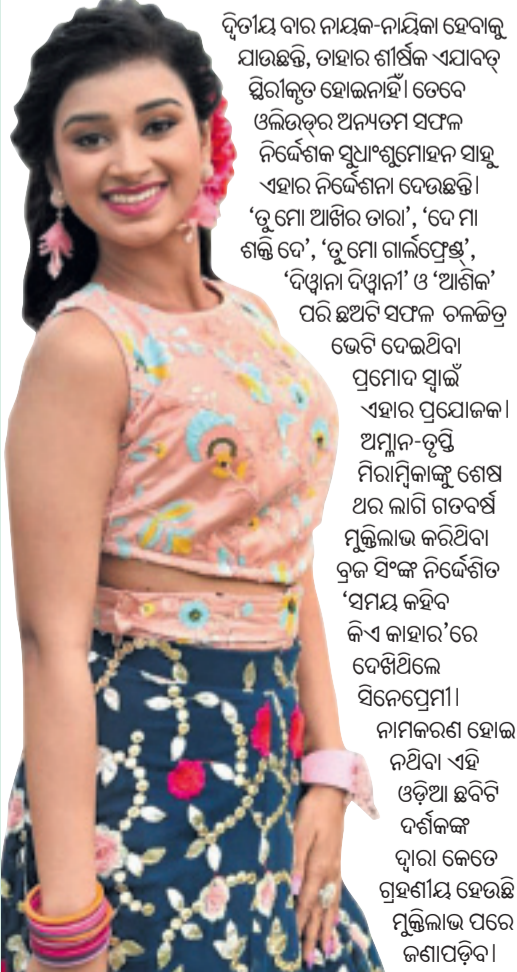 ଦ୍ୱିତୀୟ ବାର ନାୟକ-ନାୟିକା ହେବାକୁ
ଯାଉଛନ୍ତି, ତାହାର ଶୀର୍ଷକ ଏଯାବତ୍
ସ୍ଥିରୀକୃତ ହୋଇନାହିଁ। ତେବେ
ଓଲିଉଡ୍‌ର ଅନ୍ୟତମ ସଫଳ
ନିର୍ଦ୍ଦେଶକ ସୁଧାଂଶୁମୋହନ ସାହୁ
ଏହାର ନିର୍ଦ୍ଦେଶନା ଦେଉଛନ୍ତି।
‘ତୁ ମୋ ଆଖିର ତାରା’, ‘ଦେ ମା
ଶକ୍ତି ଦେ’, ‘ତୁ ମୋ ଗାର୍ଲଫ୍ରେଣ୍ଡ୍’,
‘ଦିୱାନା ଦିୱାନୀ’ ଓ ‘ଆଶିକ’
ପରି ଛଅଟି ସଫଳ ଚଳଚ୍ଚିତ୍ର
ଭେଟି ଦେଇଥିବା
ପ୍ରମୋଦ ସ୍ୱାଇଁ
ଏହାର ପ୍ରଯୋଜକ।
ଅମ୍ଳାନ-ତୃପ୍ତି
ମିରାମ୍ବିକାଙ୍କୁ ଶେଷ
ଥର ଲାଗି ଗତବର୍ଷ
ମୁକ୍ତିଲାଭ କରିଥିବା
ବ୍ରଜ ସିଂଙ୍କ ନିର୍ଦ୍ଦେଶିତ
‘ସମୟ କହିବ
କିଏ କାହାର’ରେ
ଦେଖିଥିଲେ
ସିନେପ୍ରେମୀ।
ନାମକରଣ ହୋଇ
ନଥିବା ଏହି
ଓଡ଼ିଆ ଛବିଟି
ଦର୍ଶକଙ୍କ
ଦ୍ୱାରା କେତେ
ଗ୍ରହଣୀୟ ହେଉଛି
ମୁକ୍ତିଲାଭ ପରେ
ଜଣାପଡ଼ିବ।